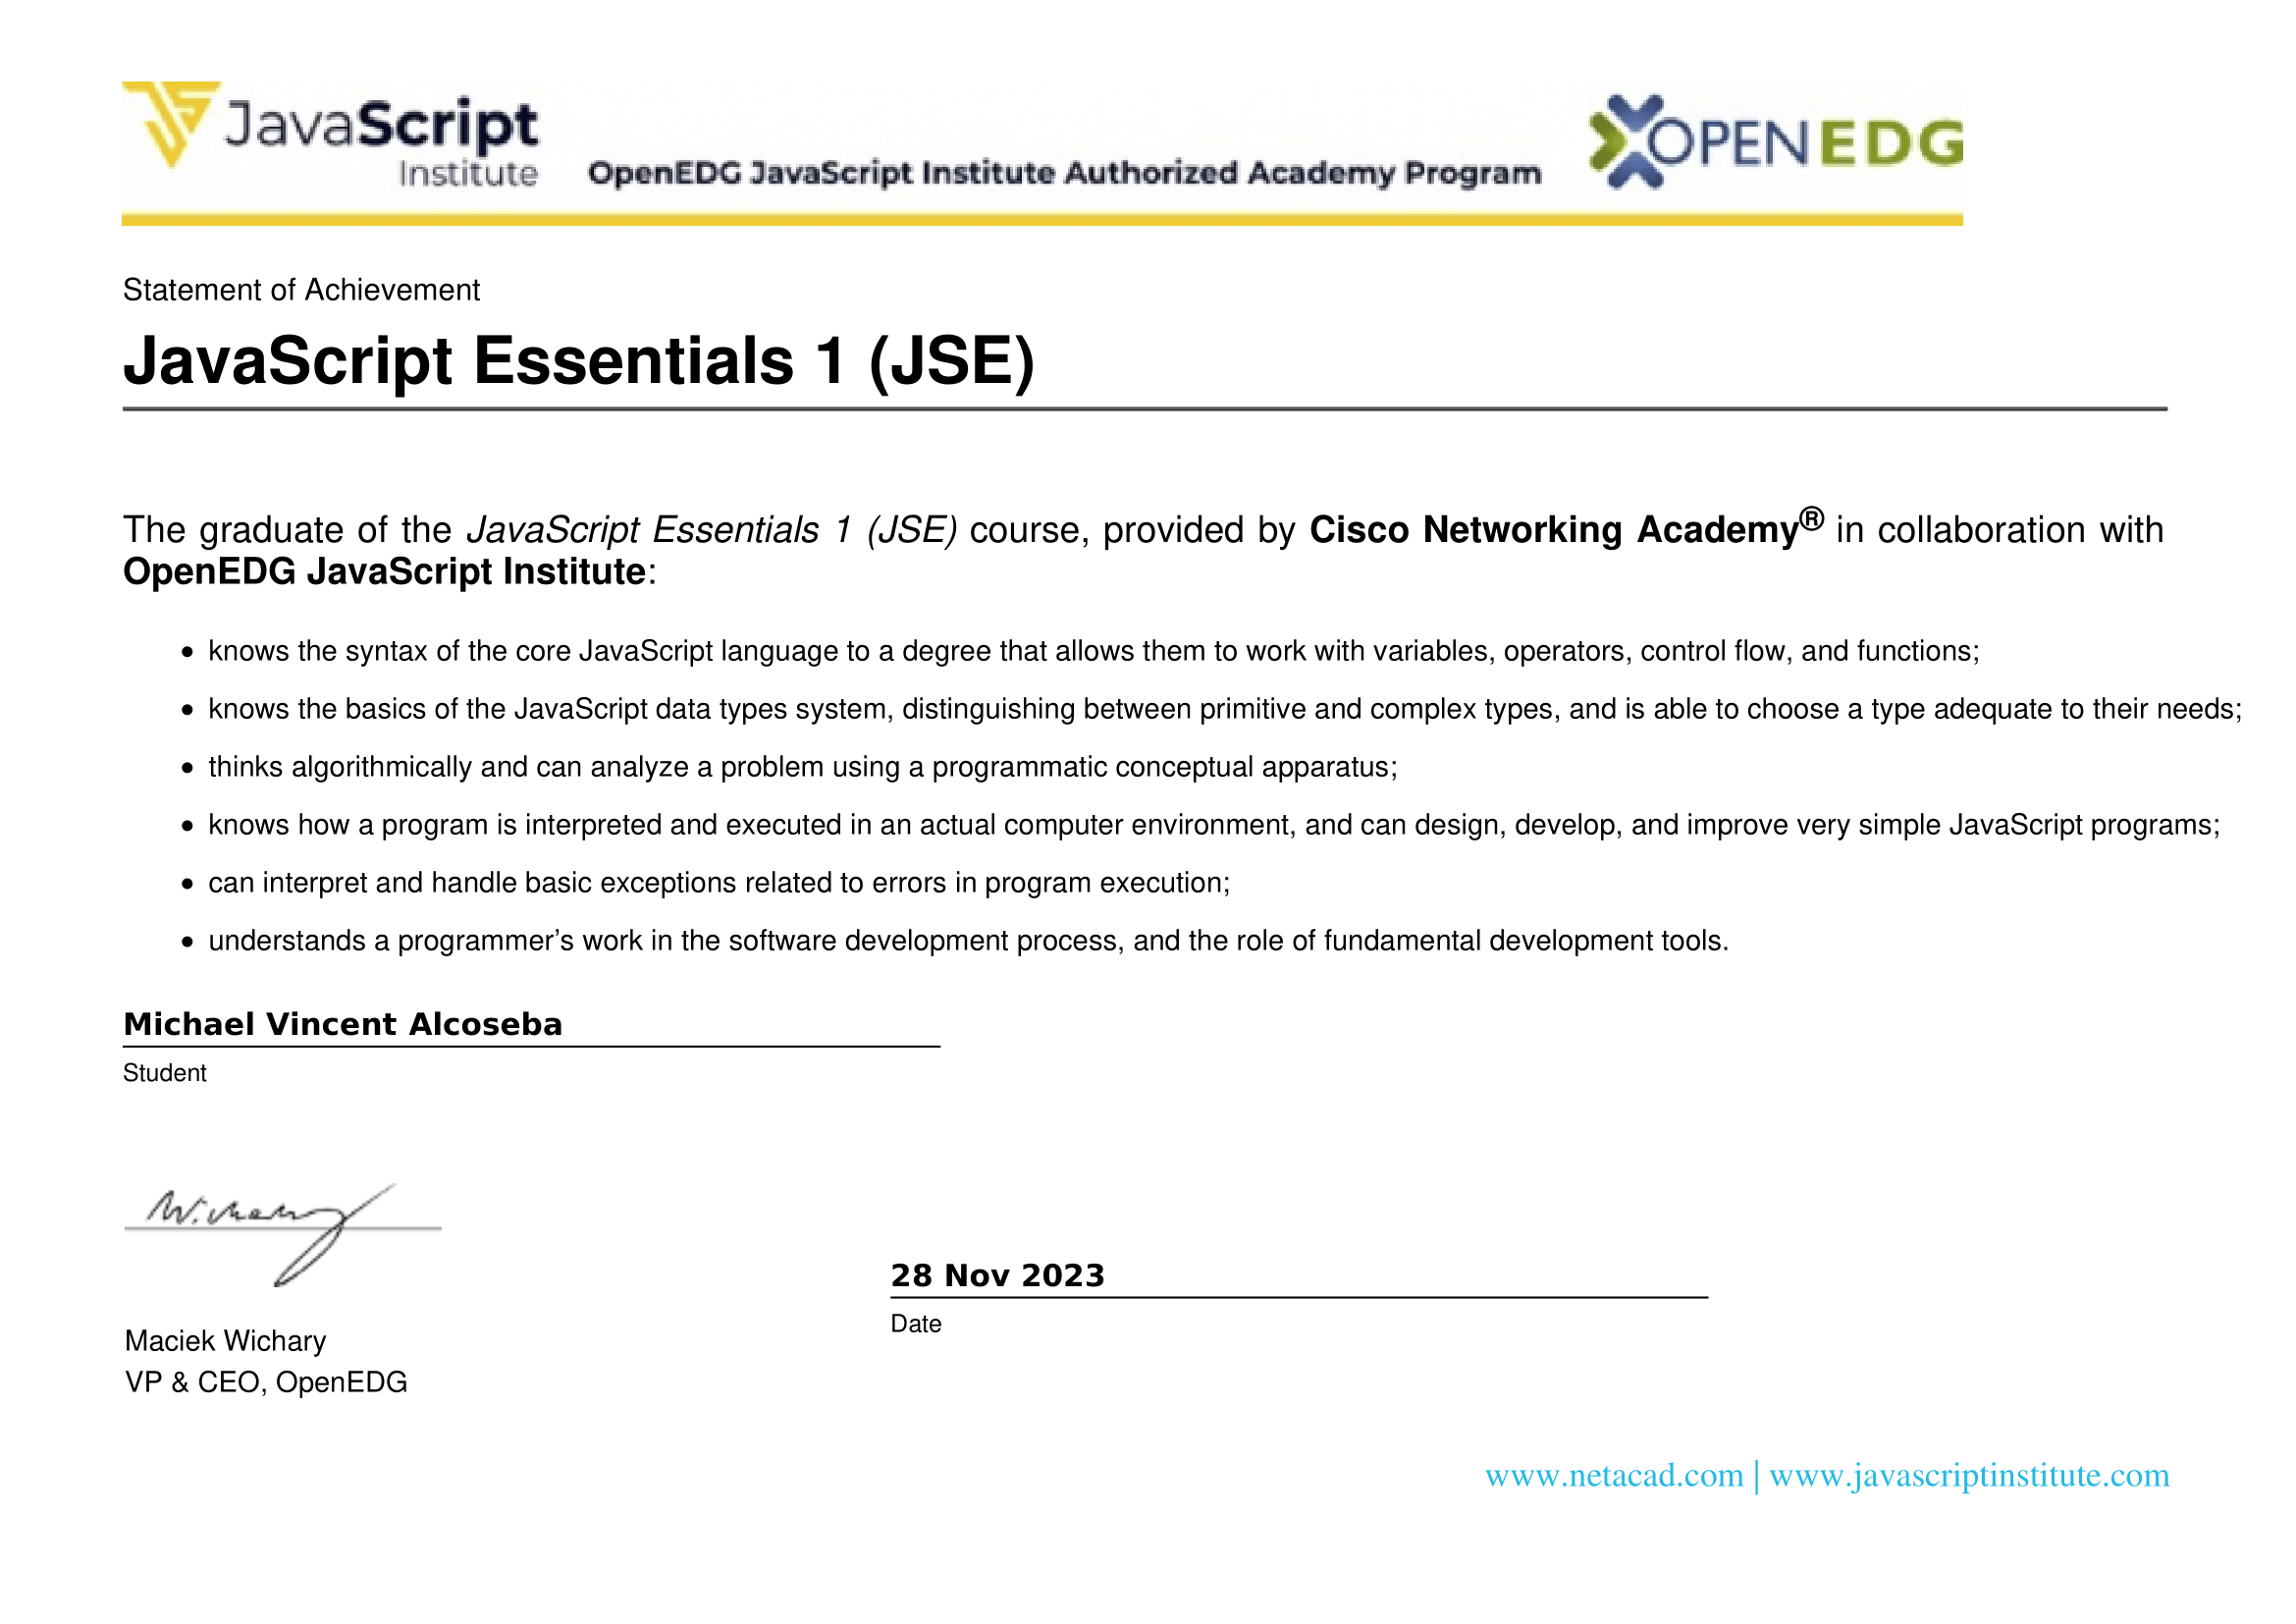 JavaScript
Institute
OpenEDG JavaScript Institute Authorized Academy Program
OPENEDG
Statement of Achievement
JavaScript Essentials 1 (JSE)
The graduate of the JavaScript Essentials 1 (JSE) course, provided by Cisco Networking Academy® in collaboration with
OpenEDG JavaScript Institute:
• knows the syntax of the core JavaScript language to a degree that allows them to work with variables, operators, control flow, and functions;
• knows the basics of the JavaScript data types system, distinguishing between primitive and complex types, and is able to choose a type adequate to their needs;
• thinks algorithmically and can analyze a problem using a programmatic conceptual apparatus;
• knows how a program is interpreted and executed in an actual computer environment, and can design, develop, and improve very simple JavaScript programs;
• can interpret and handle basic exceptions related to errors in program execution;
• understands a programmer’s work in the software development process, and the role of fundamental development tools.
Michael Vincent Alcoseba
Student
28 Nov 2023
Date
Maciek Wichary
VP & CEO, OpenEDG
www.netacad.com | www.javascriptinstitute.com